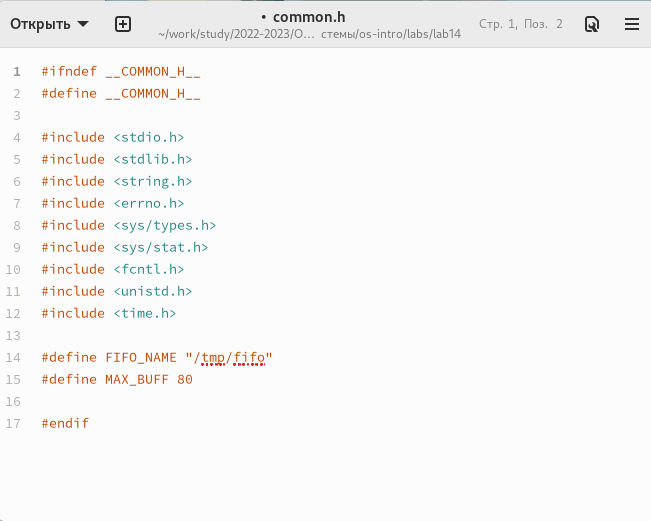 Открыть
• common.h
~/work/study/2022-2023/О… стемы/os-intro/labs/lab14
Стр. 1, Поз. 2
1 #ifndef __COMMON_H__
2 #define __COMMON_H__
3
4 #include <stdio.h>
5 #include <stdlib.h>
6 #include <string.h>
7 #include <errno.h>
8 #include <sys/types.h>
9 #include <sys/stat.h>
10 #include <fcntl.h>
11 #include <unistd.h>
12 #include <time.h>
13
14 #define FIFO_NAME "/tmp/fifo"
15 #define MAX_BUFF 80
16
17 #endif